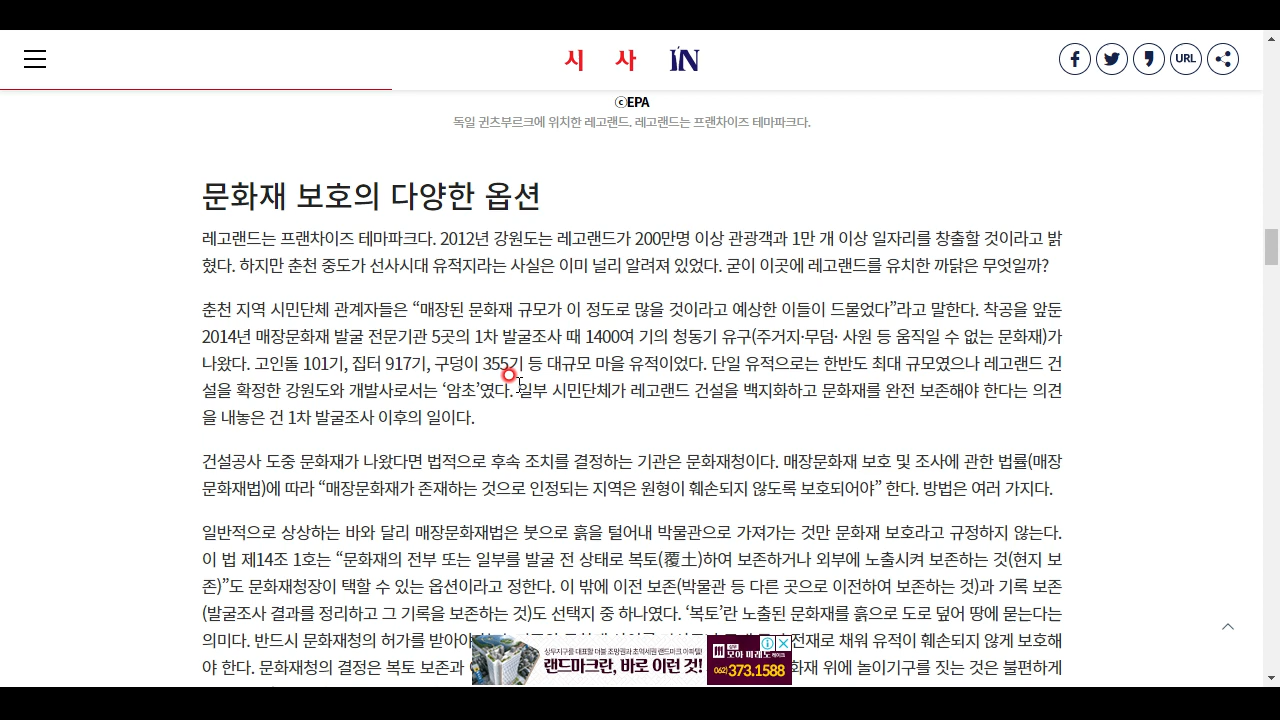 시 사 IN
URL
ⓒEPA
독일 귄츠부르크에 위치한 레고랜드. 레고랜드는 프랜차이즈 테마파크다.
문화재 보호의 다양한 옵션
레고랜드는 프랜차이즈 테마파크다. 2012년 강원도는 레고랜드가 200만명 이상 관광객과 1만 개 이상 일자리를 창출할 것이라고 밝
혔다. 하지만 춘천 중도가 선사시대 유적지라는 사실은 이미 널리 알려져 있었다. 굳이 이곳에 레고랜드를 유치한 까닭은 무엇일까?
춘천 지역 시민단체 관계자들은 “매장된 문화재 규모가 이 정도로 많을 것이라고 예상한 이들이 드물었다”라고 말한다. 착공을 앞둔
2014년 매장문화재 발굴 전문기관 5곳의 1차 발굴조사 때 1400여 기의 청동기 유구(주거지·무덤· 사원 등 움직일 수 없는 문화재)가
나왔다. 고인돌 101기, 집터 917기, 구덩이 355기 등 대규모 마을 유적이었다. 단일 유적으로는 한반도 최대 규모였으나 레고랜드 건
설을 확정한 강원도와 개발사로서는 ‘암초’였다. 일부 시민단체가 레고랜드 건설을 백지화하고 문화재를 완전 보존해야 한다는 의견
을 내놓은 건 1차 발굴조사 이후의 일이다.
건설공사 도중 문화재가 나왔다면 법적으로 후속 조치를 결정하는 기관은 문화재청이다. 매장문화재 보호 및 조사에 관한 법률(매장
문화재법)에 따라 “매장문화재가 존재하는 것으로 인정되는 지역은 원형이 훼손되지 않도록 보호되어야” 한다. 방법은 여러 가지다.
일반적으로 상상하는 바와 달리 매장문화재법은 붓으로 흙을 털어내 박물관으로 가져가는 것만 문화재 보호라고 규정하지 않는다.
이 법 제14조 1호는 “문화재의 전부 또는 일부를 발굴 전 상태로 복토(覆土)하여 보존하거나 외부에 노출시켜 보존하는 것(현지 보
존)”도 문화재청장이 택할 수 있는 옵션이라고 정한다. 이 밖에 이전 보존(박물관 등 다른 곳으로 이전하여 보존하는 것)과 기록 보존
(발굴조사 결과를 정리하고 그 기록을 보존하는 것)도 선택지 중 하나였다. ‘복토’란 노출된 문화재를 흙으로 도로 덮어 땅에 묻는다는
의미다. 반드시 문화재청의 허가를 받아야 전재로 채워 유적이 훼손되지 않게 보호해
야 한다. 문화재청의 결정은 복토 보존과 화재 위에 놀이기구를 짓는 것은 불편하게
상무지구를 대표할 더블 조망권과 초역세권 랜드마크 아파텔!
랜드마크란, 바로 이런 것!
062) 373.1588